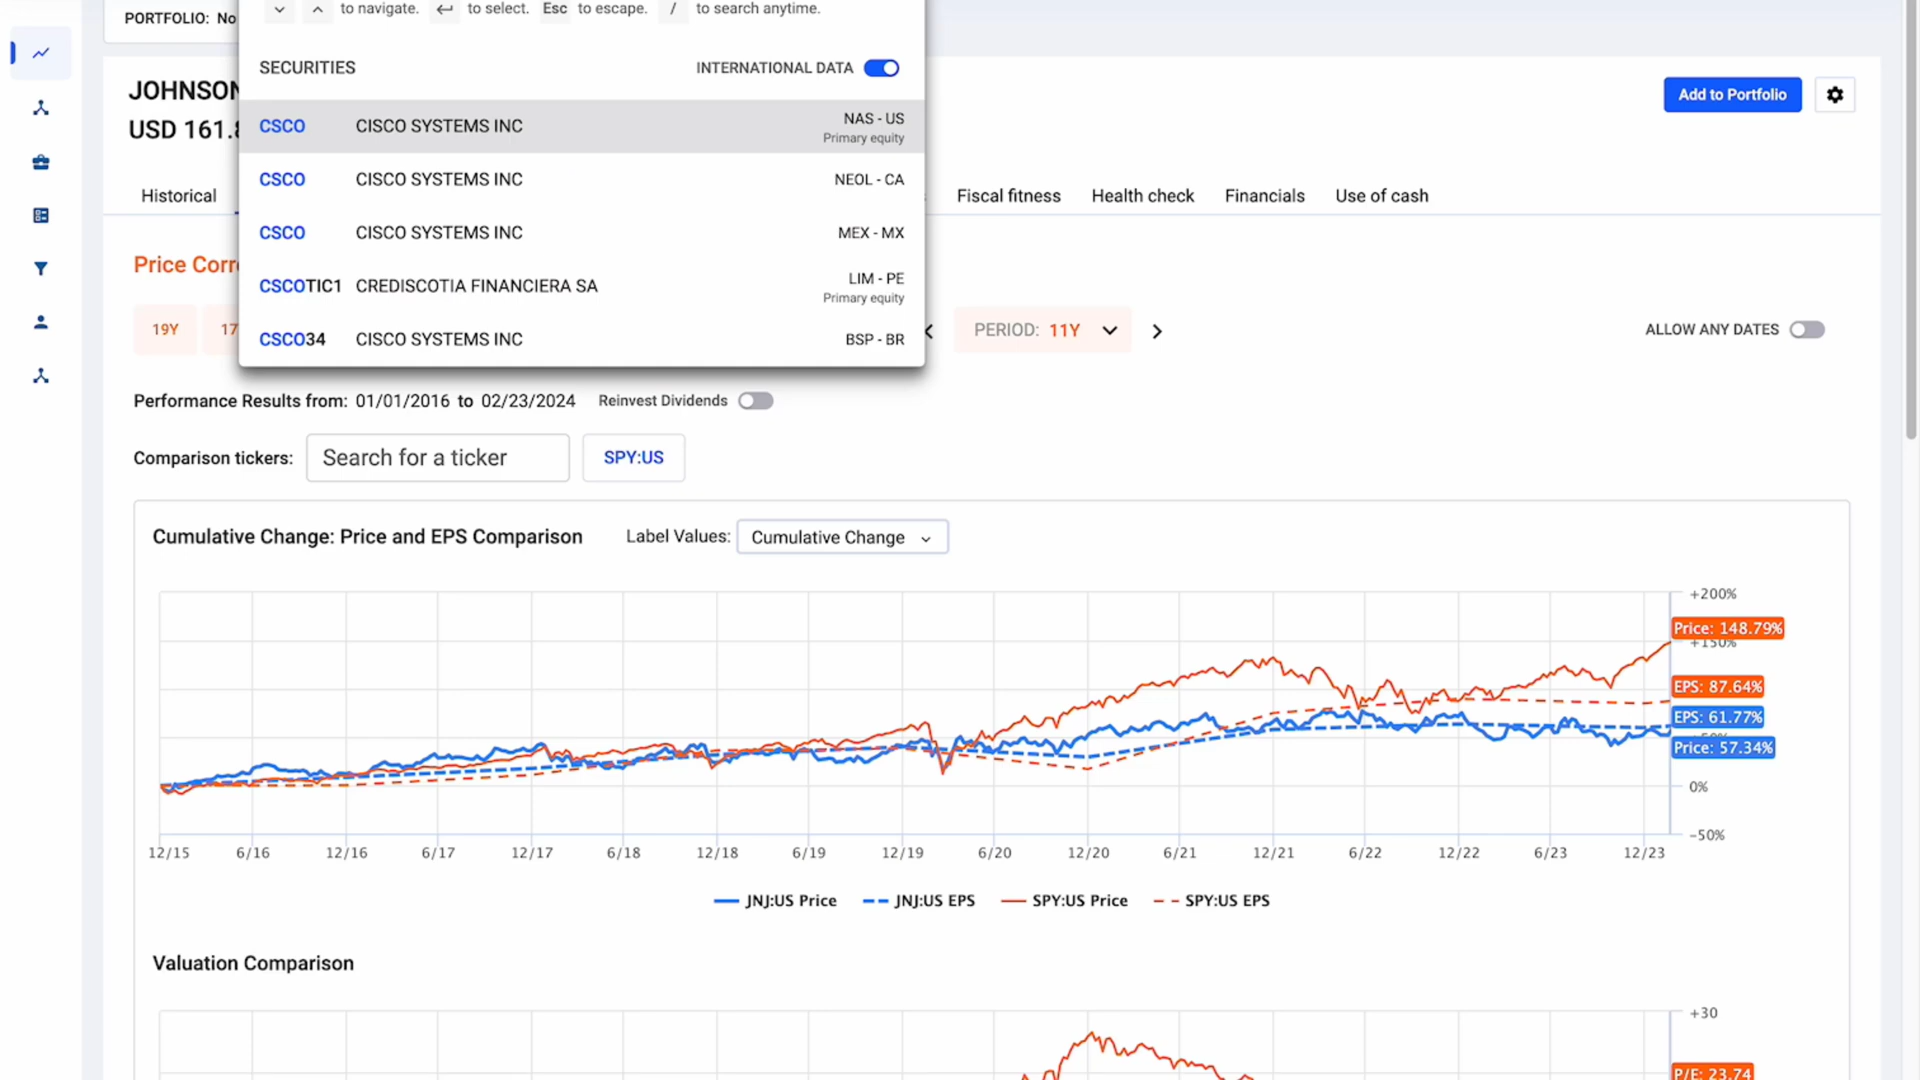 PORTFOLIO: No
to navigate. to select. Esc to escape. / to search anytime.
SECURITIES
INTERNATIONAL DATA
JOHNSON
USD 161.8
Add to Portfolio
CSCO CISCO SYSTEMS INC NAS - US
Primary equity
CSCO CISCO SYSTEMS INC NEOL - CA
CSCO CISCO SYSTEMS INC MEX - MX
CSCOTIC1 CREDISCOTIA FINANCIERA SA LIM - PE
Primary equity
CSCO34 CISCO SYSTEMS INC BSP - BR
Historical
Fiscal fitness
Health check
Financials
Use of cash
Price Corre
19Y
17
PERIOD: 11Y
ALLOW ANY DATES
Performance Results from: 01/01/2016 to 02/23/2024
Reinvest Dividends
Comparison tickers:
Search for a ticker
SPY:US
Cumulative Change: Price and EPS Comparison
Label Values:
Cumulative Change
+200%
Price: 148.79%
+150%
EPS: 87.64%
EPS: 61.77%
Price: 57.34%
0%
-50%
12/15 6/16 12/16 6/17 12/17 6/18 12/18 6/19 12/19 6/20 12/20 6/21 12/21 6/22 12/22 6/23 12/23
JNJ:US Price JNJ:US EPS SPY:US Price SPY:US EPS
Valuation Comparison
+30
P/E: 23.74